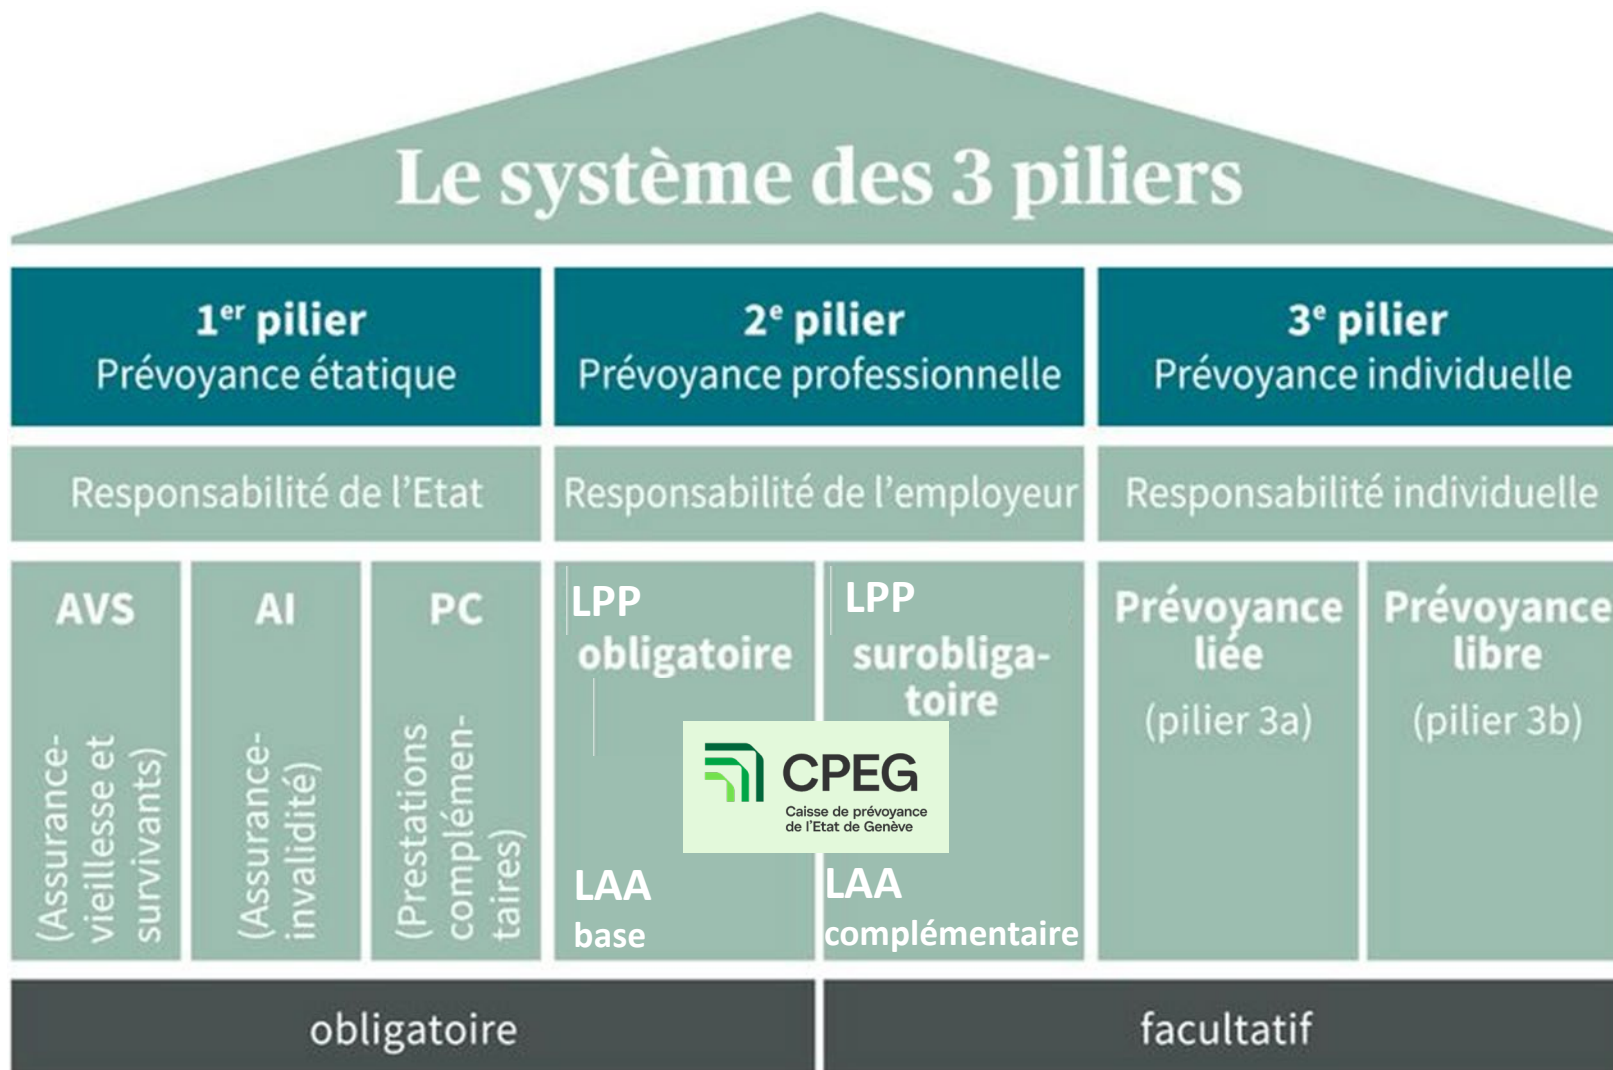 Le système des 3 piliers
1er pilier
Prévoyance étatique
2e pilier
Prévoyance professionnelle
3e pilier
Prévoyance individuelle
Responsabilité de l'Etat
Responsabilité de l'employeur
Responsabilité individuelle
AVS
(Assurance-
vieillesse et
survivants)
AI
(Assurance-
invalidité)
PC
(Prestations
complémen-
taires)
LPP
obligatoire
LPP
surobliga-
toire
CPEG
Caisse de prévoyance
de l'Etat de Genève
LAA
base
LAA
complémentaire
Prévoyance
liée
(pilier 3a)
Prévoyance
libre
(pilier 3b)
obligatoire
facultatif